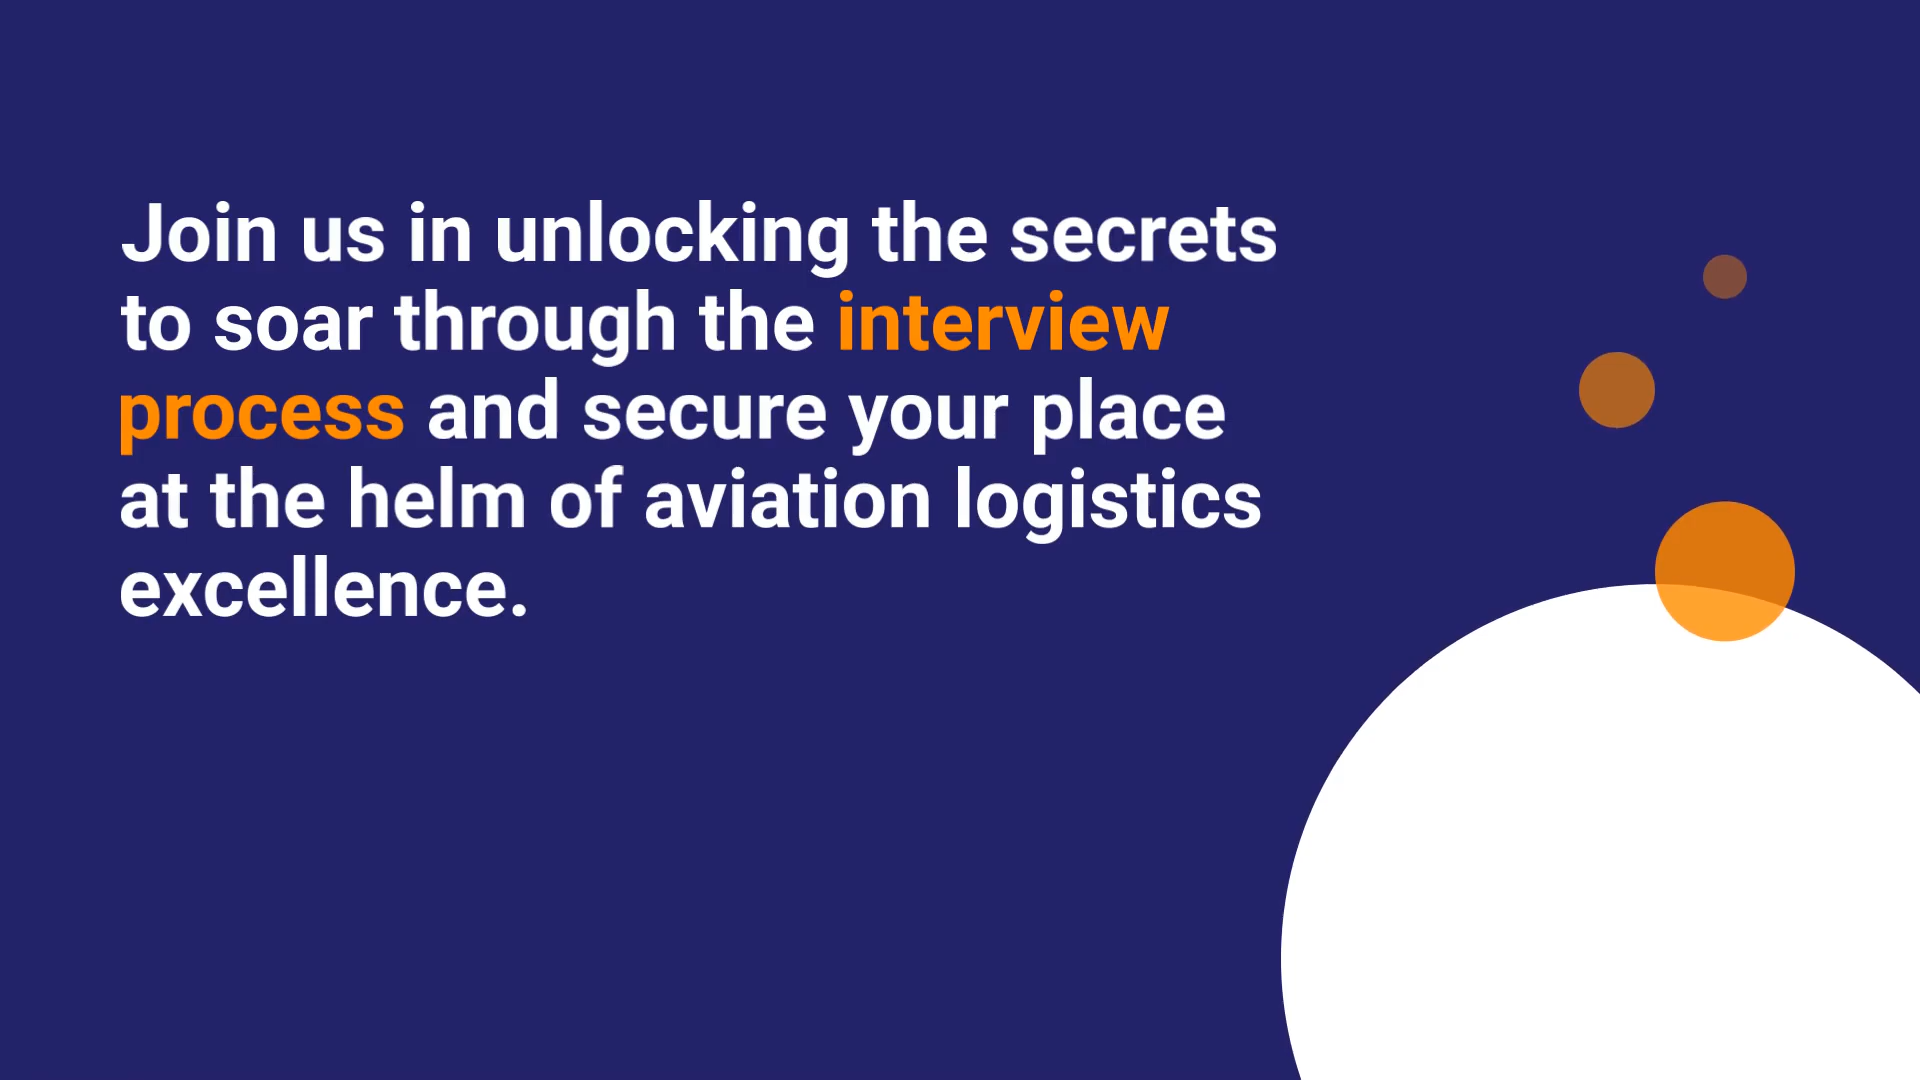 Join us in unlocking the secrets
to soar through the interview
process and secure your place
at the helm of aviation logistics
excellence.